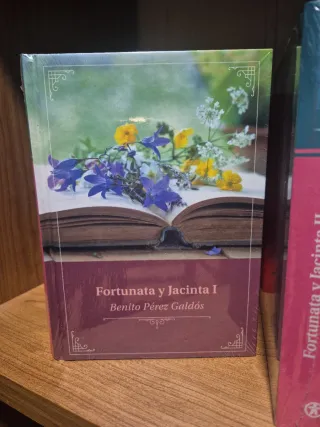 Fortunata y Jacinta I
Benito Pérez Galdós
Fortunata y Jacinta II